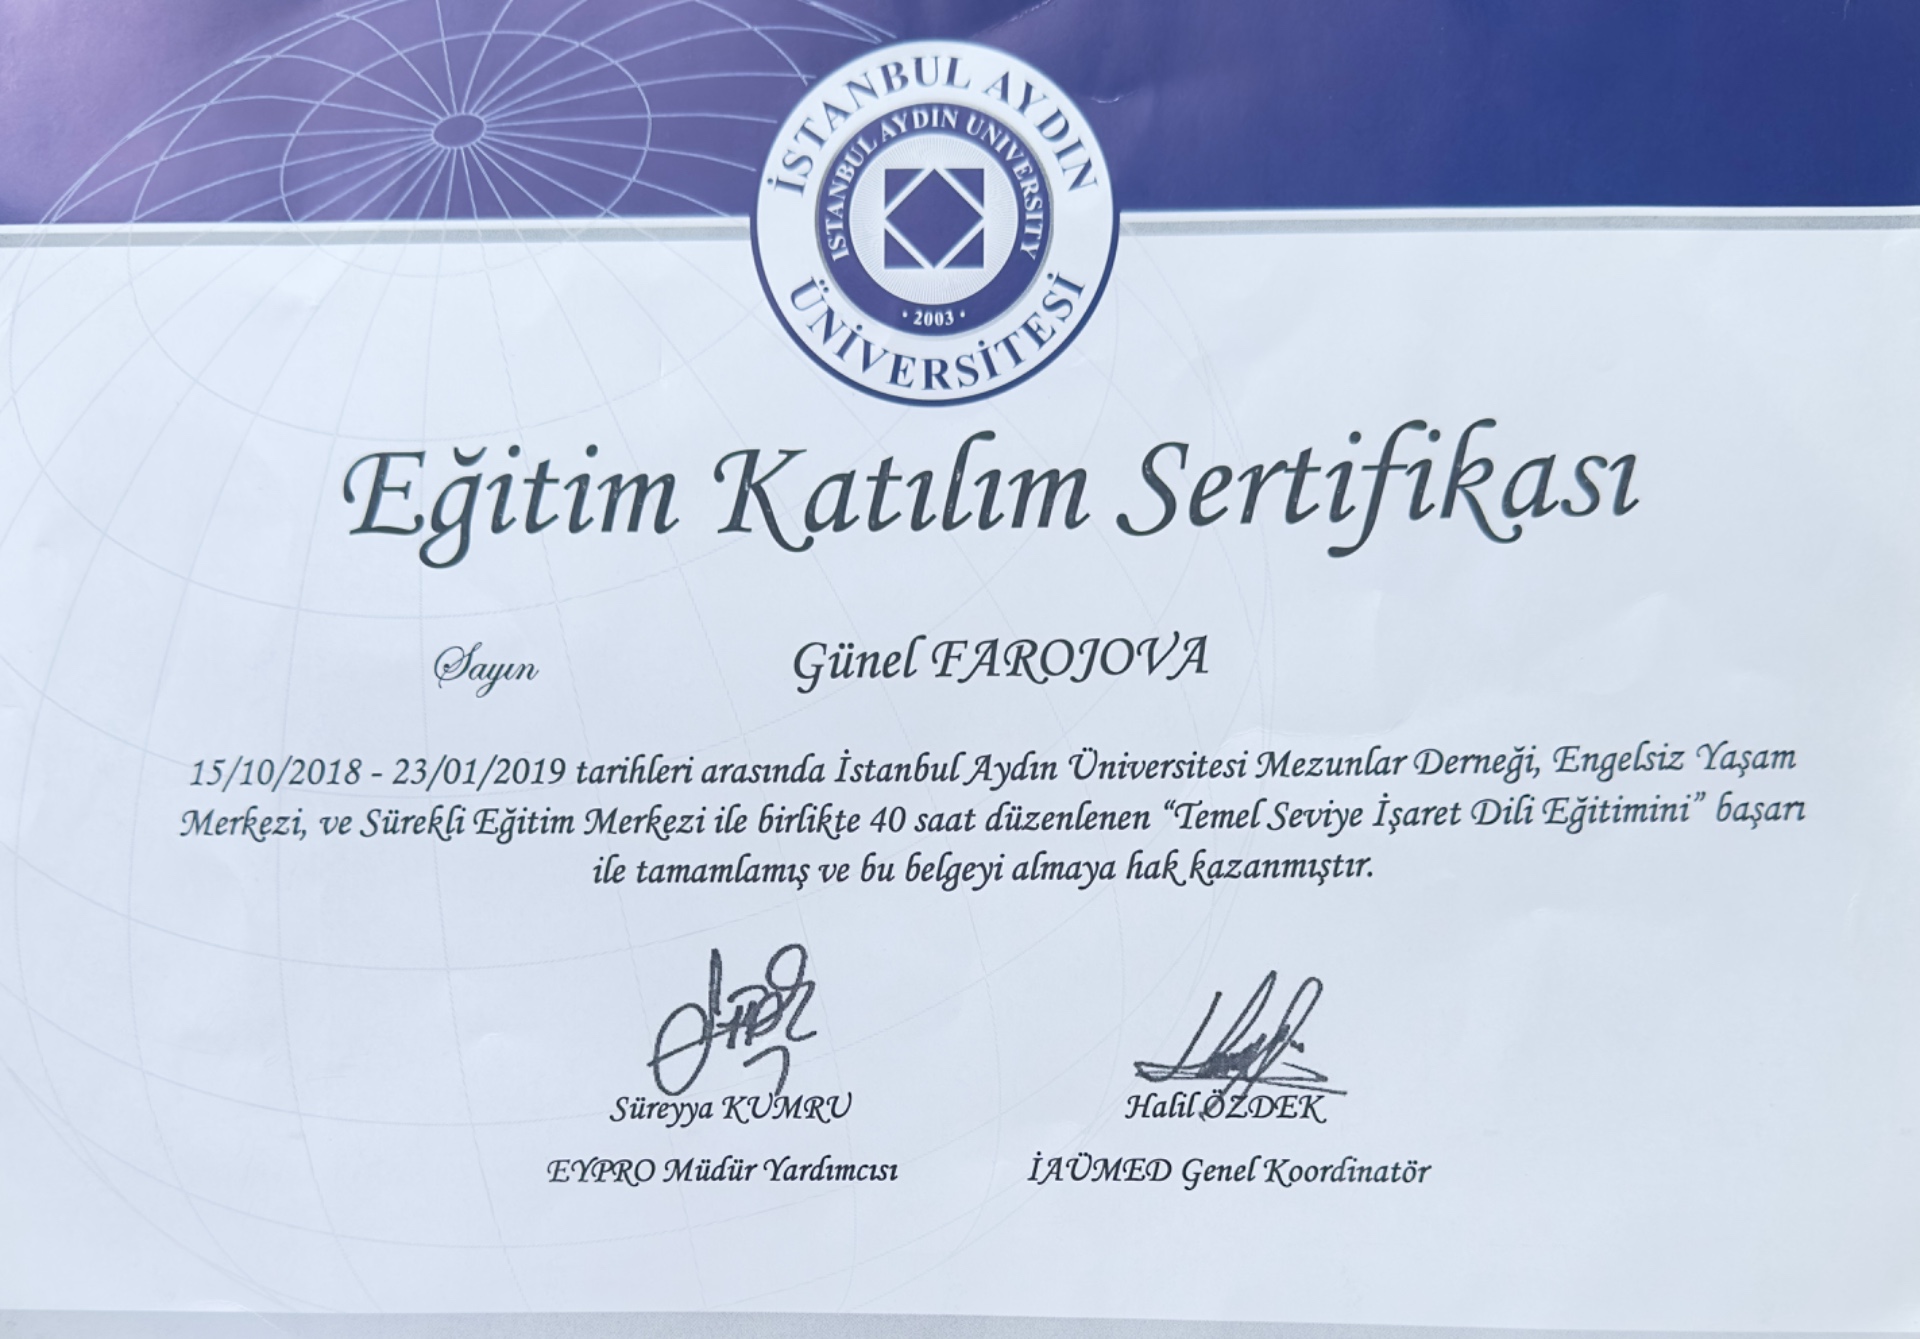 İSTANBUL AYDIN
ÜNİVERSİTESİ
ISTANBUL AYDIN UNIVERSITY
• 2003 •
Eğitim Katılım Sertifikası
Sayın Günel FAROJOVA
15/10/2018 - 23/01/2019 tarihleri arasında İstanbul Aydın Üniversitesi Mezunlar Derneği, Engelsiz Yaşam
Merkezi, ve Sürekli Eğitim Merkezi ile birlikte 40 saat düzenlenen “Temel Seviye İşaret Dili Eğitimini” başarı
ile tamamlamış ve bu belgeyi almaya hak kazanmıştır.
Süreyya KUMRU Halil ÖZDEK
EYPRO Müdür Yardımcısı İAÜMED Genel Koordinatör